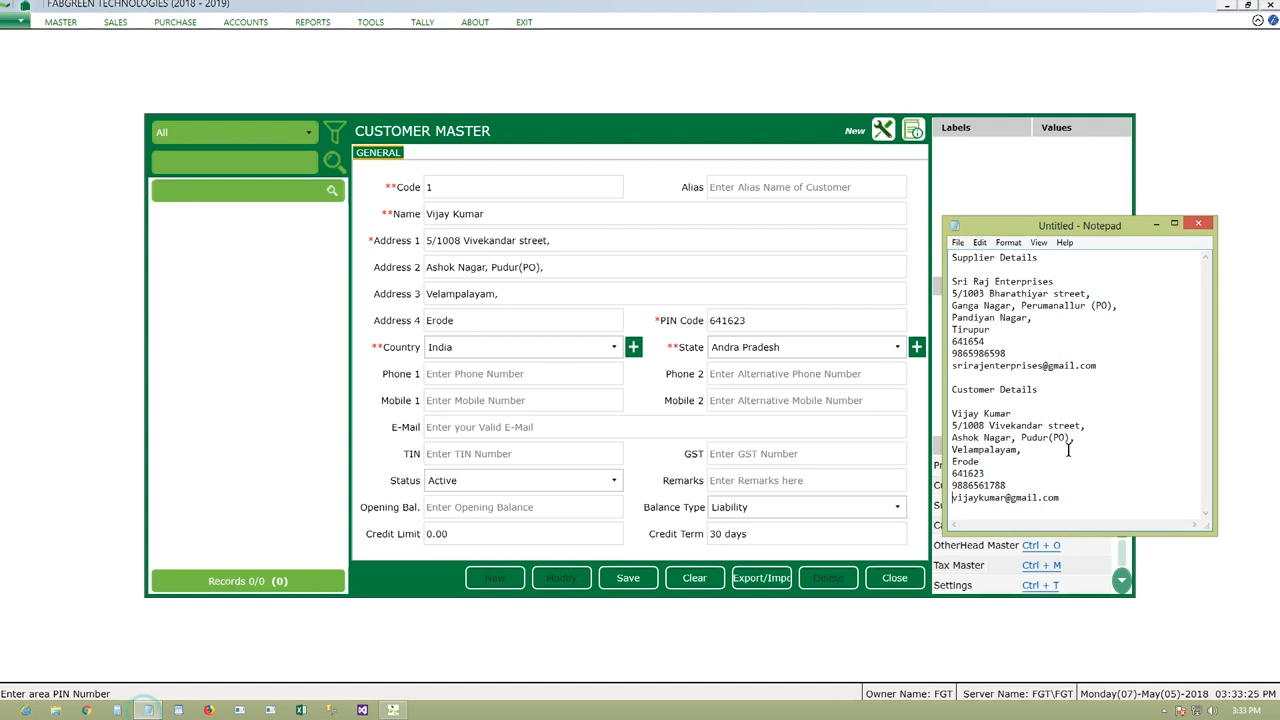 FABGREEN TECHNOLOGIES (2018 - 2019)
MASTER SALES PURCHASE ACCOUNTS REPORTS TOOLS TALLY ABOUT EXIT
All
CUSTOMER MASTER
New
Labels Values
GENERAL
**Code 1 Alias Enter Alias Name of Customer
**Name Vijay Kumar
*Address 1 5/1008 Vivekandar street,
Address 2 Ashok Nagar, Pudur(PO),
Address 3 Velampalayam,
Address 4 Erode *PIN Code 641623
**Country India **State Andra Pradesh
Phone 1 Enter Phone Number Phone 2 Enter Alternative Phone Number
Mobile 1 Enter Mobile Number Mobile 2 Enter Alternative Mobile Number
E-Mail Enter your Valid E-Mail
TIN Enter TIN Number GST Enter GST Number
Status Active Remarks Enter Remarks here
Opening Bal. Enter Opening Balance Balance Type Liability
Credit Limit 0.00 Credit Term 30 days
Records 0/0 (0)
New Modify Save Clear Export/Impo Delete Close
Untitled - Notepad
File Edit Format View Help
Supplier Details
Sri Raj Enterprises
5/1003 Bharathiyar street,
Ganga Nagar, Perumanallur (PO),
Pandiyan Nagar,
Tirupur
641654
9865986598
srirajenterprises@gmail.com
Customer Details
Vijay Kumar
5/1008 Vivekandar street,
Ashok Nagar, Pudur(PO),
Velampalayam,
Erode
641623
9886561788
vijaykumar@gmail.com
OtherHead Master Ctrl + O
Tax Master Ctrl + M
Settings Ctrl + T
Enter area PIN Number
Owner Name: FGT Server Name: FGT\FGT Monday(07)-May(05)-2018 03:33:25 PM
3:33 PM